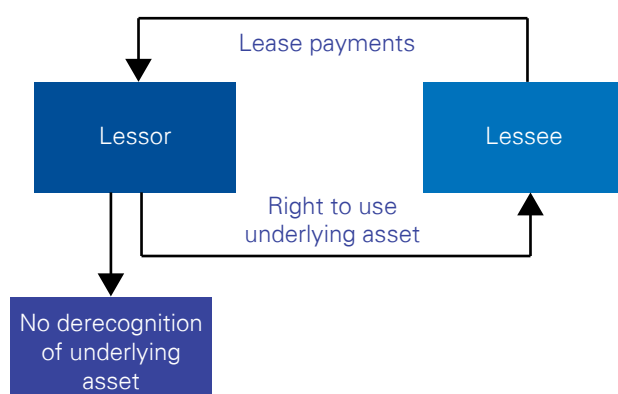 Lease payments
Lessor
Lessee
Right to use
underlying asset
No derecognition
of underlying
asset